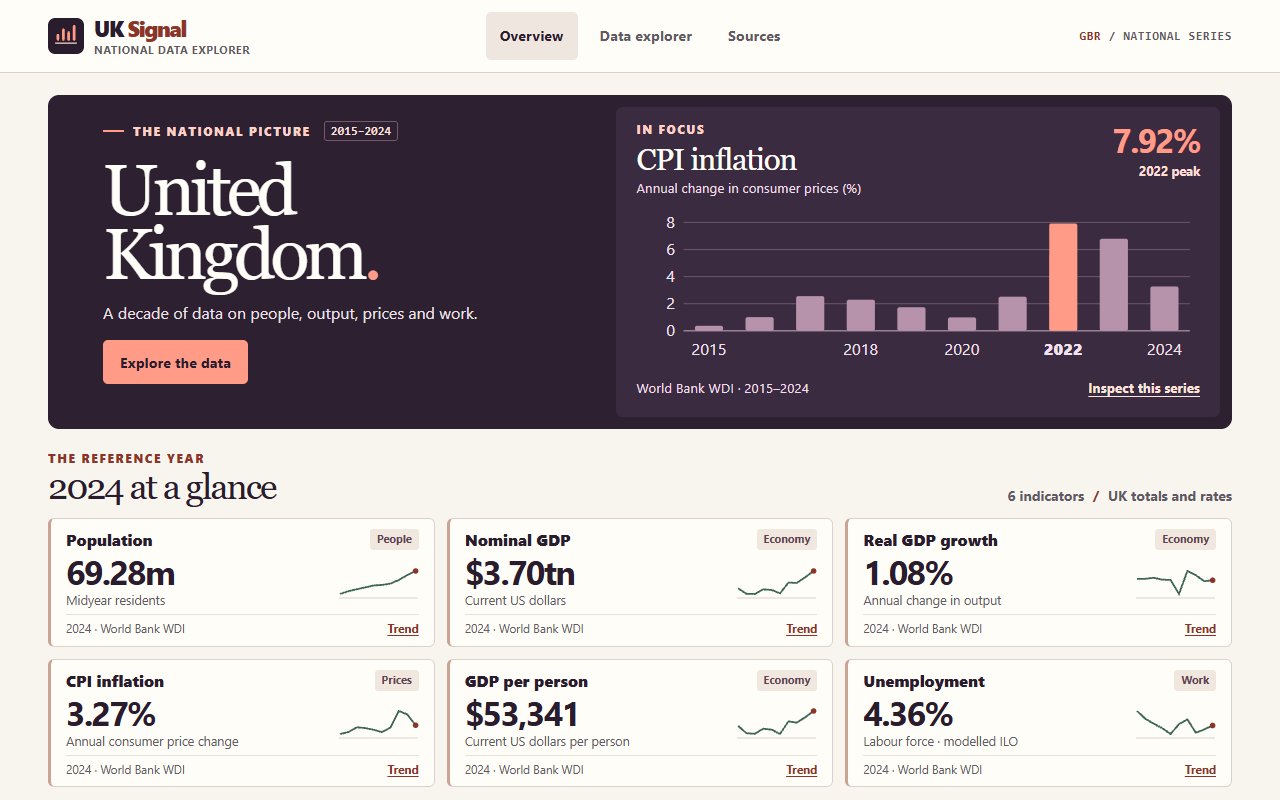 UK Signal
NATIONAL DATA EXPLORER
Overview
Data explorer
Sources
GBR / NATIONAL SERIES
THE NATIONAL PICTURE
2015–2024
United
Kingdom.
A decade of data on people, output, prices and work.
Explore the data
IN FOCUS
CPI inflation
Annual change in consumer prices (%)
7.92%
2022 peak
8
6
4
2
0
2015
2018
2020
2022
2024
World Bank WDI · 2015–2024
Inspect this series
THE REFERENCE YEAR
2024 at a glance
6 indicators / UK totals and rates
Population
People
69.28m
Midyear residents
2024 · World Bank WDI
Trend
Nominal GDP
Economy
$3.70tn
Current US dollars
2024 · World Bank WDI
Trend
Real GDP growth
Economy
1.08%
Annual change in output
2024 · World Bank WDI
Trend
CPI inflation
Prices
3.27%
Annual consumer price change
2024 · World Bank WDI
Trend
GDP per person
Economy
$53,341
Current US dollars per person
2024 · World Bank WDI
Trend
Unemployment
Work
4.36%
Labour force · modelled ILO
2024 · World Bank WDI
Trend